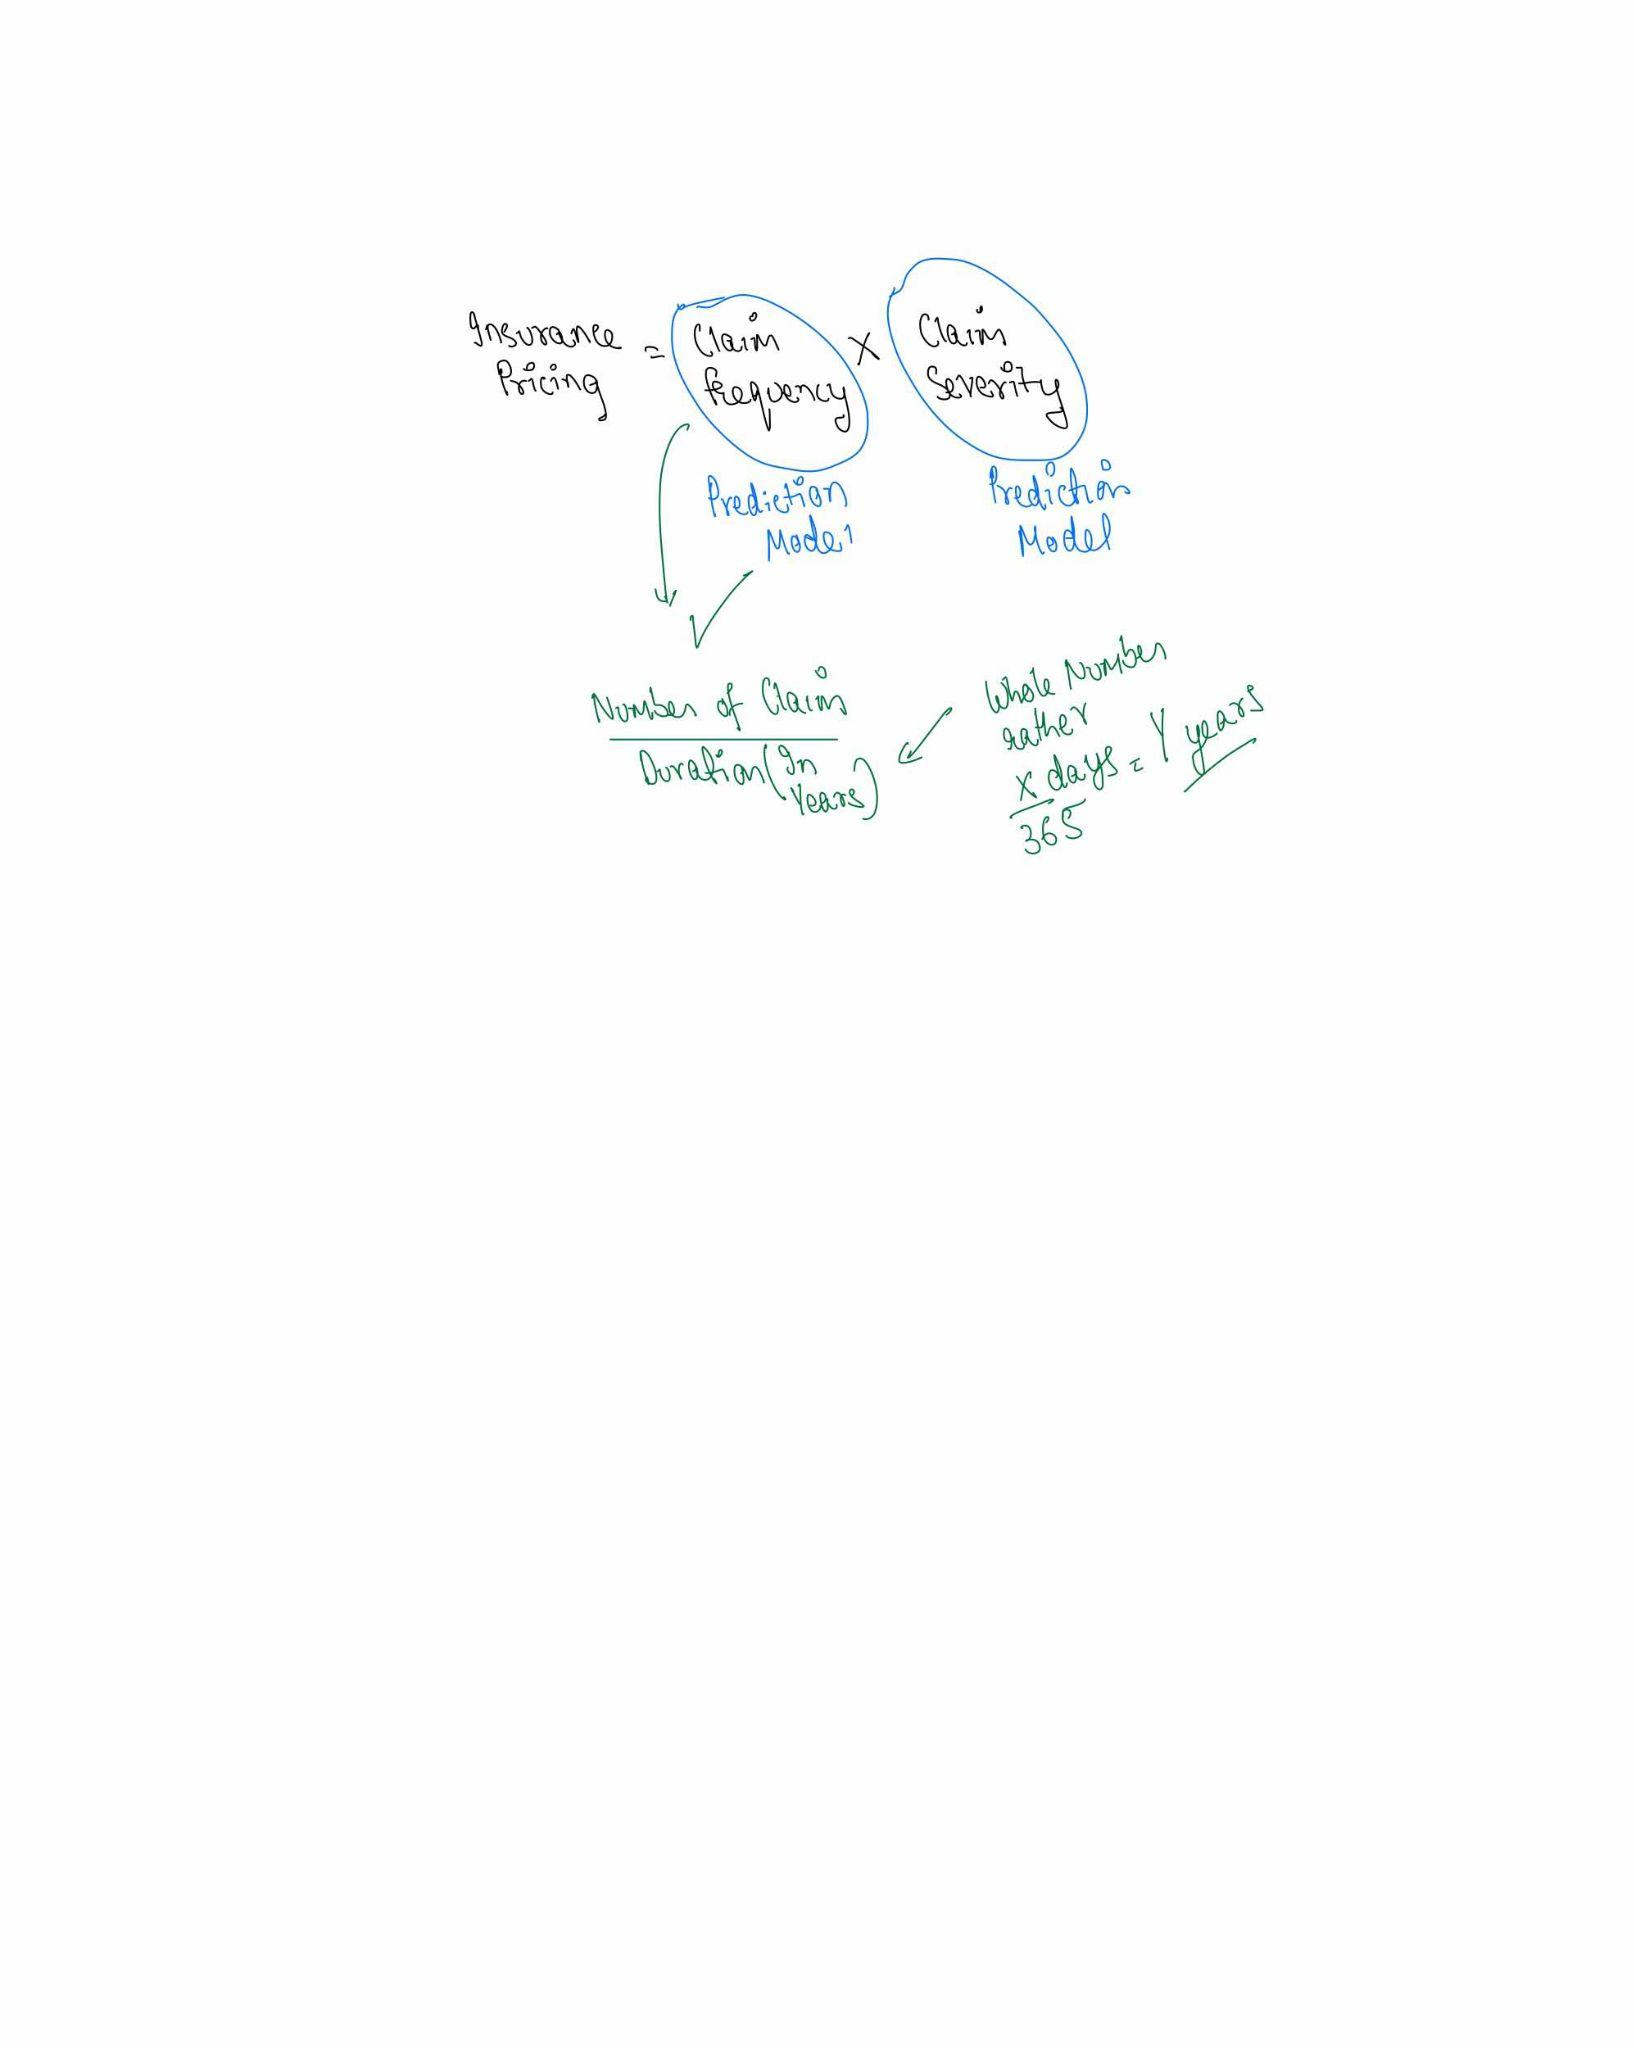 Insurance Pricing = Claim frequency X Claim Severity
Prediction Model
Prediction Model
Number of Claim
Duration (In Years)
Whole Number
rather
x days = Y years
365